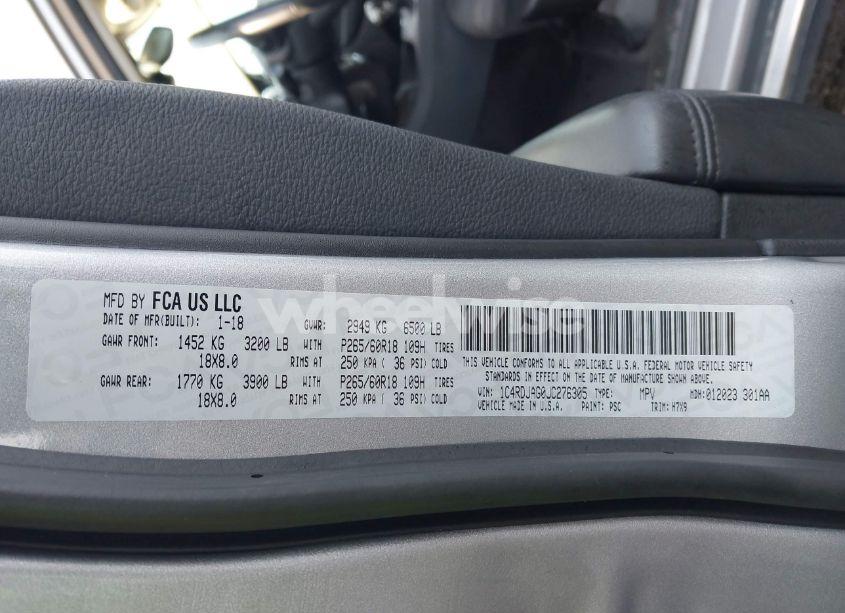 MFD BY FCA US LLC
DATE OF MFR(BUILT): 1-18 GVWR: 2949 KG 6500 LB
GAWR FRONT: 1452 KG 3200 LB WITH P265/60R18 109H TIRES
18X8.0 RIMS AT 250 KPA ( 36 PSI) COLD
GAWR REAR: 1770 KG 3900 LB WITH P265/60R18 109H TIRES
18X8.0 RIMS AT 250 KPA ( 36 PSI) COLD
THIS VEHICLE CONFORMS TO ALL APPLICABLE U.S.A. FEDERAL MOTOR VEHICLE SAFETY
STANDARDS IN EFFECT ON THE DATE OF MANUFACTURE SHOWN ABOVE.
VIN: 1C4RDJAG0JC276305 TYPE: MPV MDH: 012023 301AA
VEHICLE MADE IN U.S.A. PAINT: PSC TRIM: H7X9
wheelwise